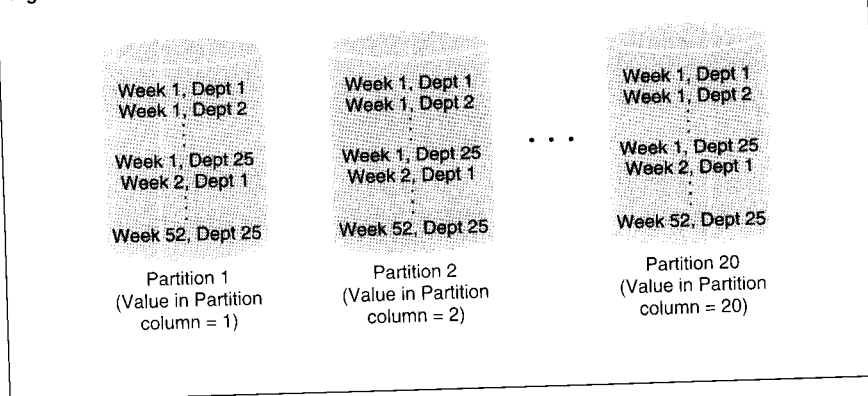 Week 1, Dept 1
Week 1, Dept 2
Week 1, Dept 25
Week 2, Dept 1
Week 52, Dept 25
Partition 1
(Value in Partition
column = 1)
Week 1, Dept 1
Week 1, Dept 2
Week 1, Dept 25
Week 2, Dept 1
Week 52, Dept 25
Partition 2
(Value in Partition
column = 2)
. . .
Week 1, Dept 1
Week 1, Dept 2
Week 1, Dept 25
Week 2, Dept 1
Week 52, Dept 25
Partition 20
(Value in Partition
column = 20)